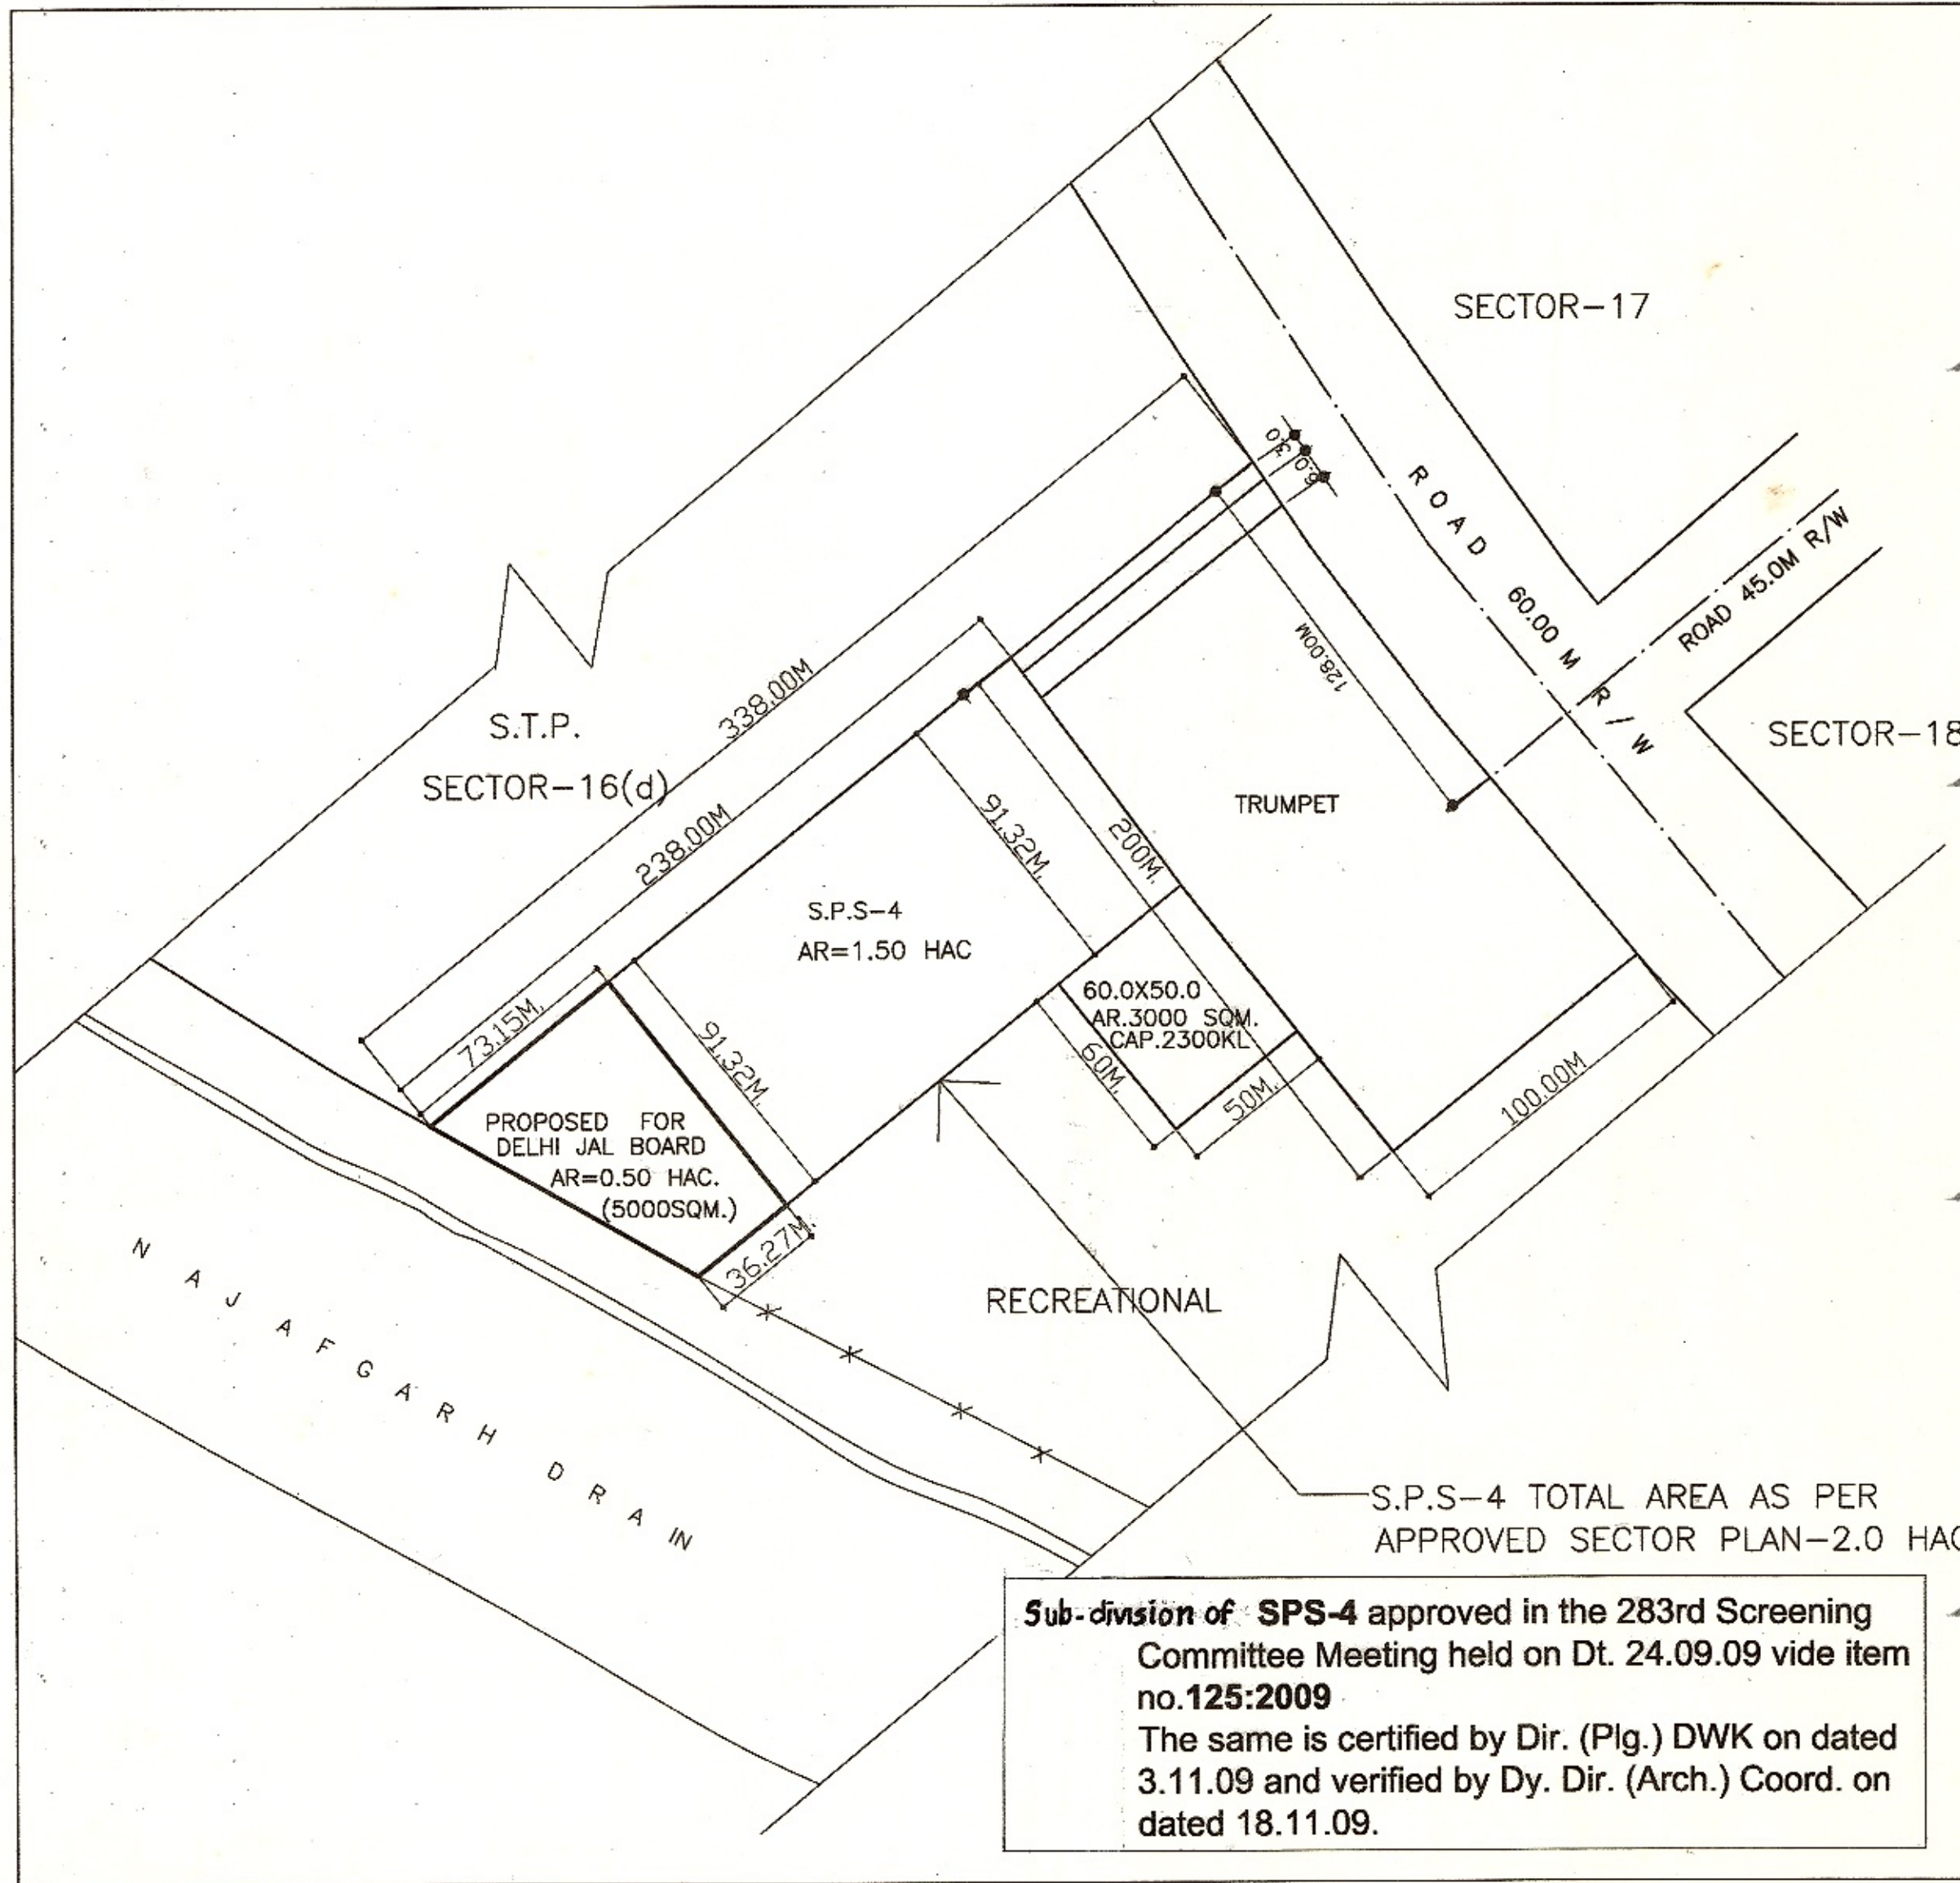 SECTOR-17
3.0
6.0
ROAD 60.00 M R/W
ROAD 45.0M R/W
SECTOR-18
128.00M
338.00M
S.T.P.
SECTOR-16(d)
238.00M
TRUMPET
91.32M.
200M.
S.P.S-4
AR=1.50 HAC
73.15M.
91.32M.
60.0X50.0
AR.3000 SQM.
CAP.2300KL
60M.
50M.
100.00M
PROPOSED FOR
DELHI JAL BOARD
AR=0.50 HAC.
(5000SQM.)
36.27M.
NAJAFGARH DRAIN
RECREATIONAL
S.P.S-4 TOTAL AREA AS PER
APPROVED SECTOR PLAN-2.0 HAC
Sub-division of SPS-4 approved in the 283rd Screening
Committee Meeting held on Dt. 24.09.09 vide item
no.125:2009
The same is certified by Dir. (Plg.) DWK on dated
3.11.09 and verified by Dy. Dir. (Arch.) Coord. on
dated 18.11.09.